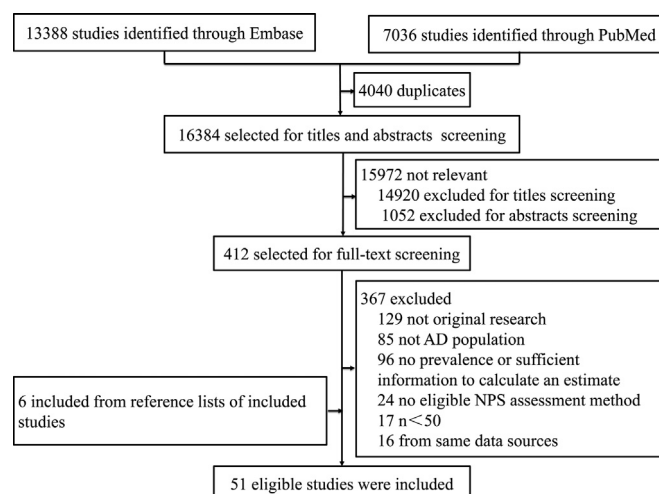 13388 studies identified through Embase
7036 studies identified through PubMed
4040 duplicates
16384 selected for titles and abstracts screening
15972 not relevant
14920 excluded for titles screening
1052 excluded for abstracts screening
412 selected for full-text screening
367 excluded
129 not original research
85 not AD population
96 no prevalence or sufficient
information to calculate an estimate
24 no eligible NPS assessment method
17 n<50
16 from same data sources
6 included from reference lists of included
studies
51 eligible studies were included